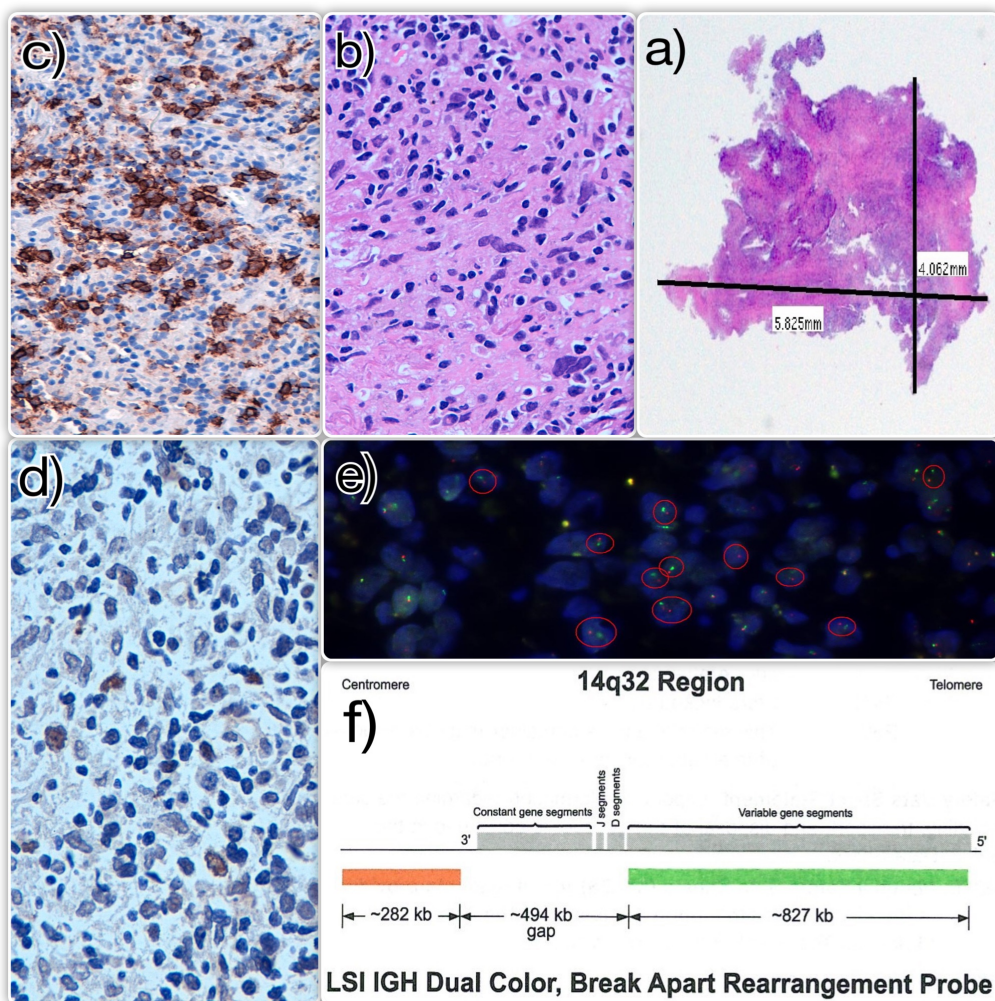 c)
b)
a)
4.062mm
5.825mm
d)
e)
14q32 Region
Centromere
Telomere
f)
Constant gene segments
J segments
D segments
Variable gene segments
3'
5'
~282 kb
~494 kb
gap
~827 kb
LSI IGH Dual Color, Break Apart Rearrangement Probe